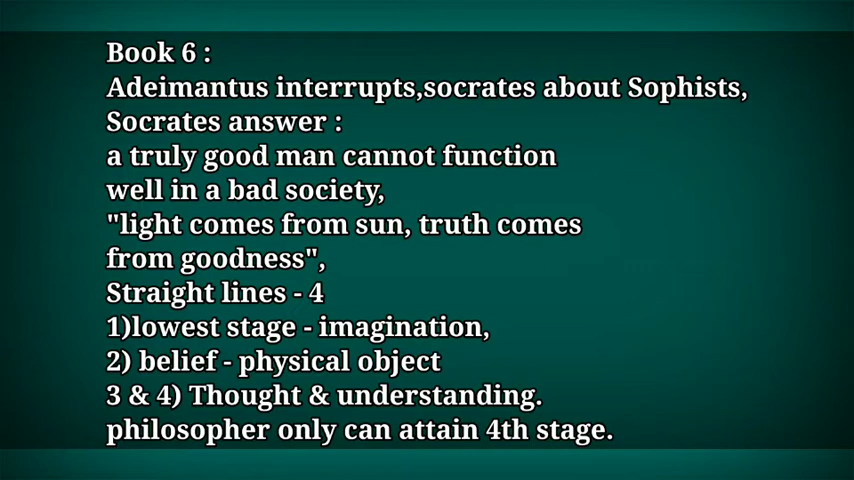 Book 6 :
Adeimantus interrupts,socrates about Sophists,
Socrates answer :
a truly good man cannot function
well in a bad society,
"light comes from sun, truth comes
from goodness",
Straight lines - 4
1)lowest stage - imagination,
2) belief - physical object
3 & 4) Thought & understanding.
philosopher only can attain 4th stage.